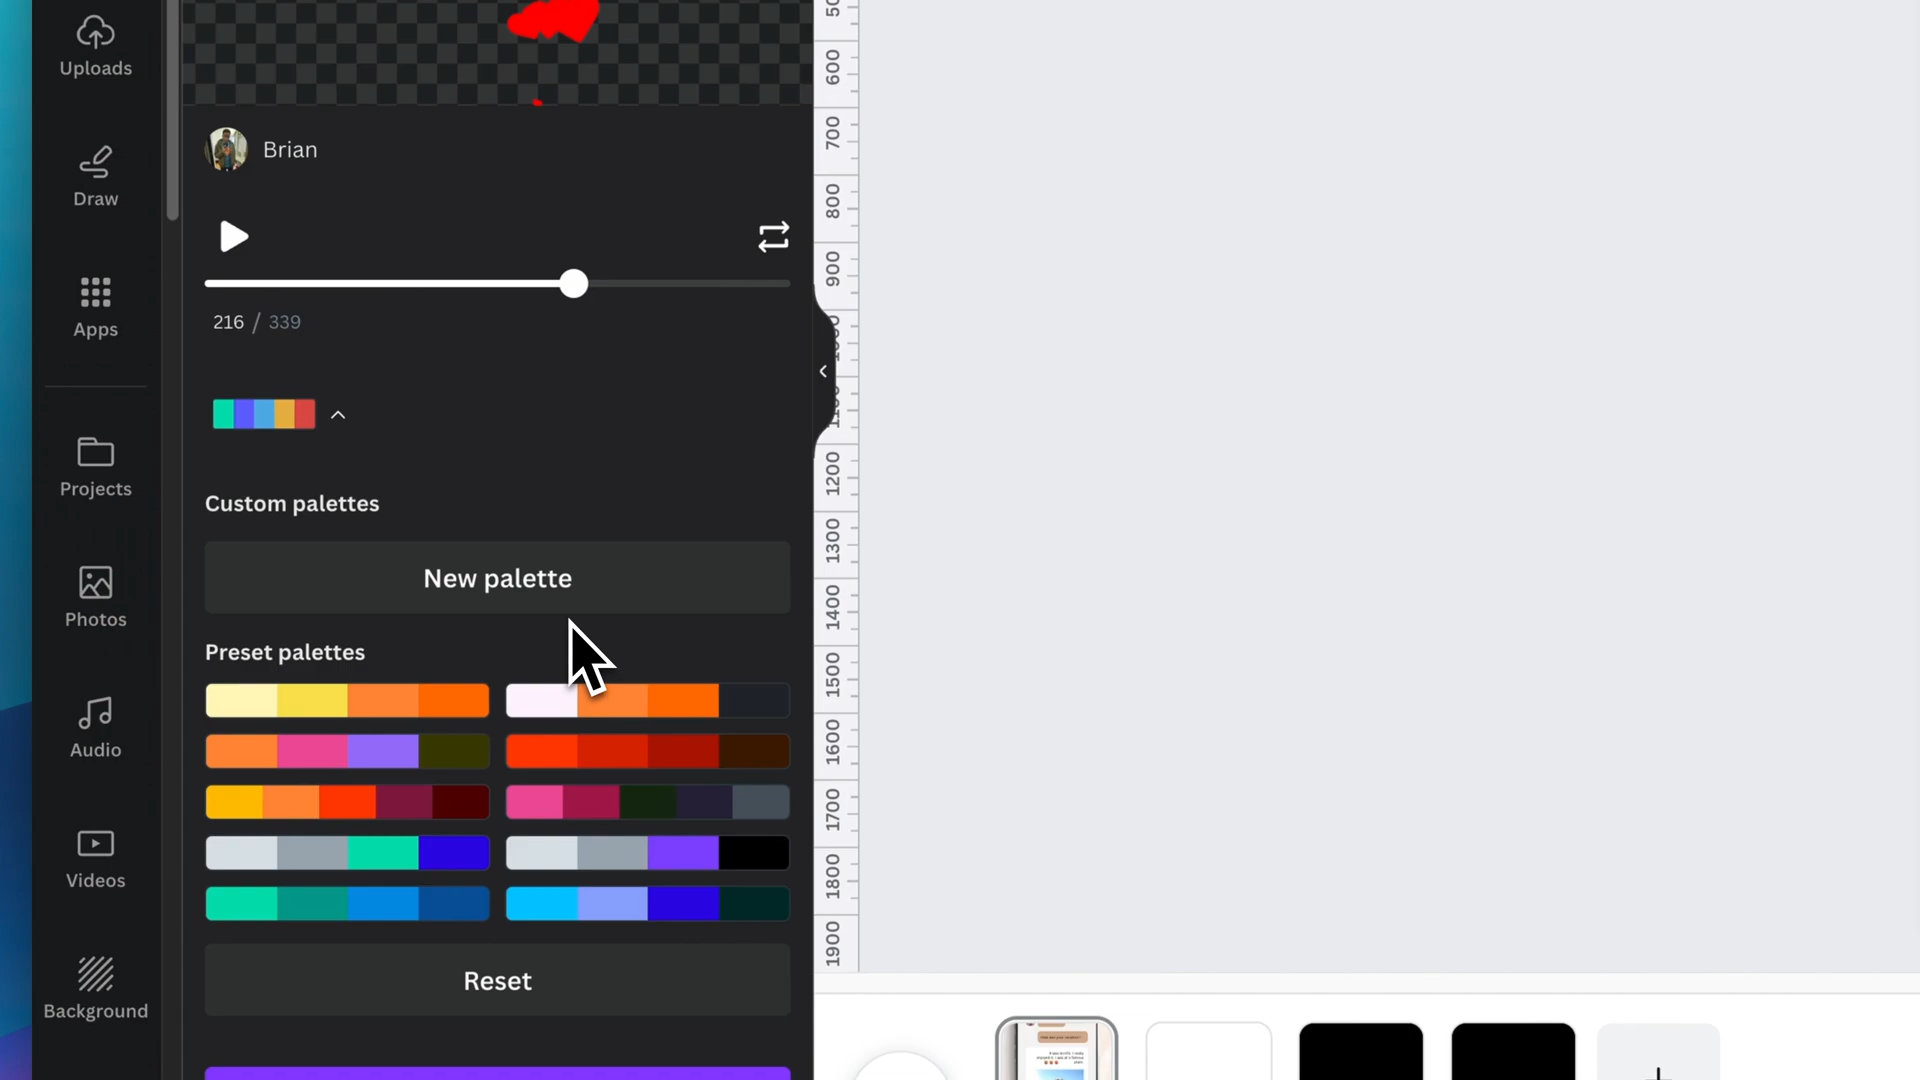 Uploads
Draw
Apps
Projects
Photos
Audio
Videos
Background
Brian
216 / 339
Custom palettes
New palette
Preset palettes
Reset
600
700
800
900
1200
1300
1400
1500
1600
1700
1800
1900